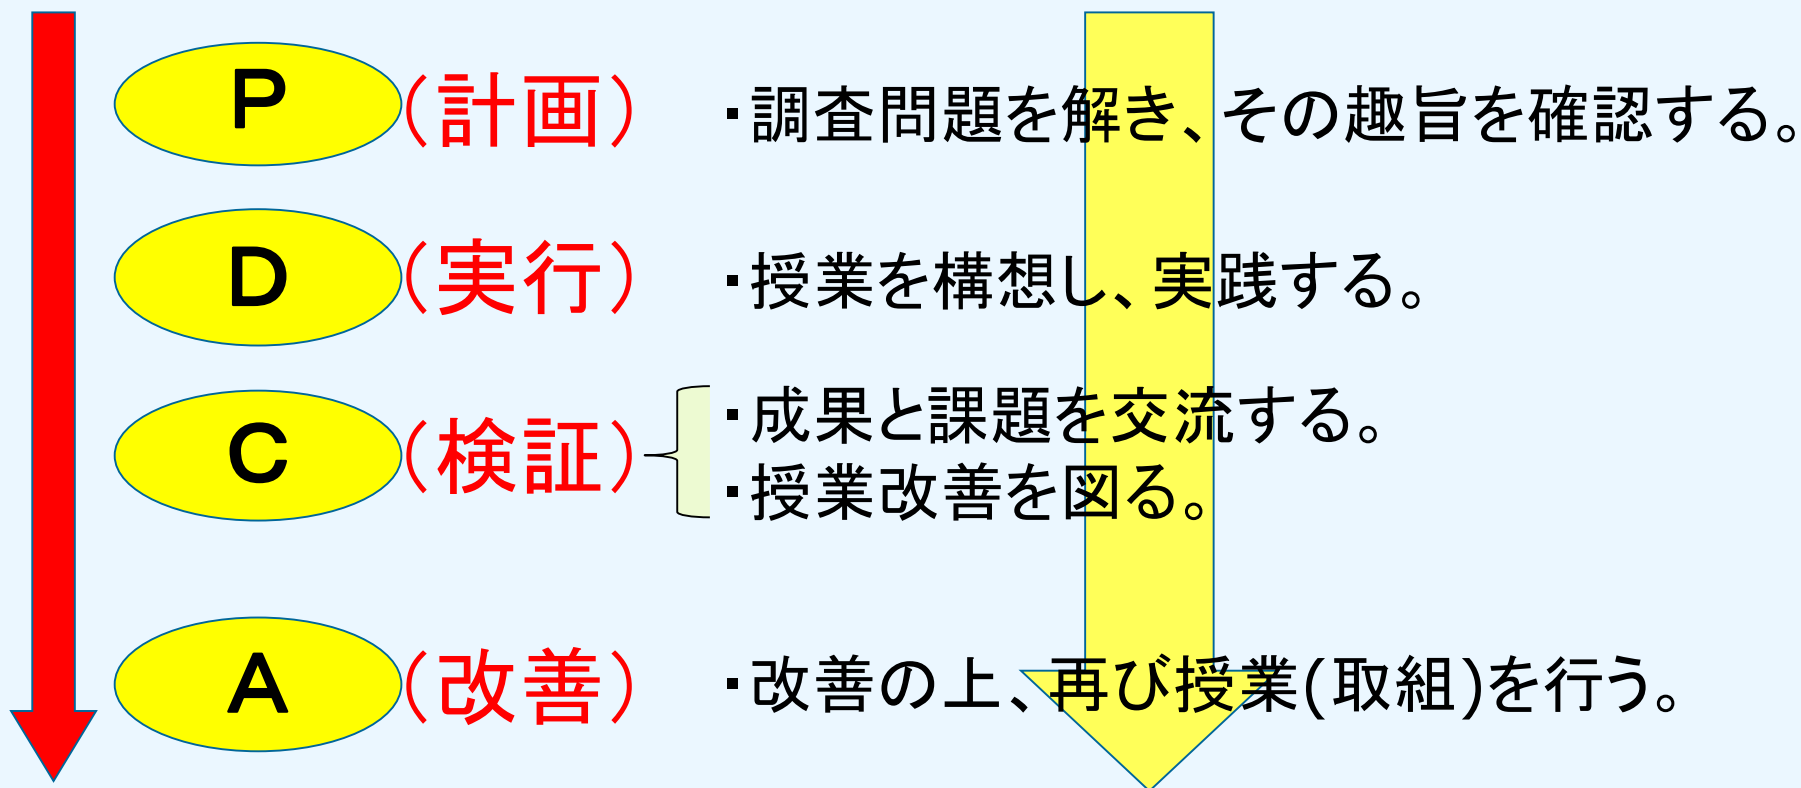 P（計画）　・調査問題を解き、その趣旨を確認する。
D（実行）　・授業を構想し、実践する。
・成果と課題を交流する。
C（検証）
・授業改善を図る。
A（改善）　・改善の上、再び授業(取組)を行う。